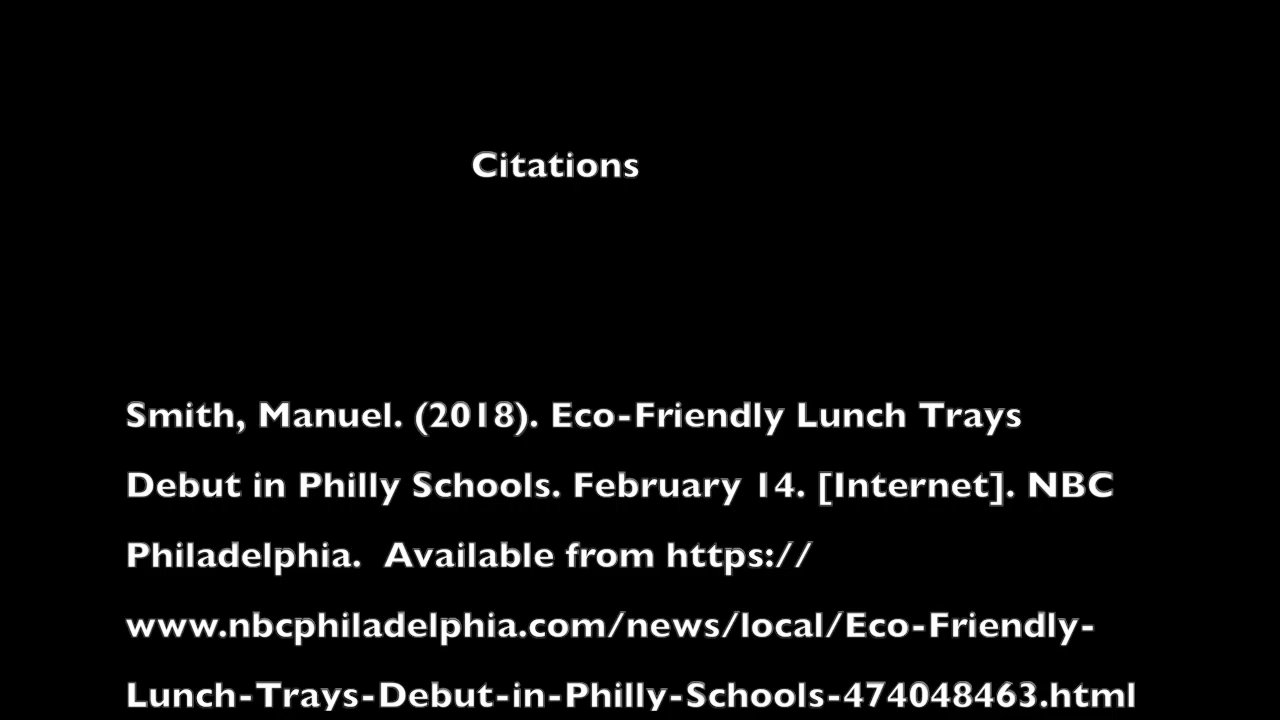 Citations
Smith, Manuel. (2018). Eco-Friendly Lunch Trays
Debut in Philly Schools. February 14. [Internet]. NBC
Philadelphia.  Available from https://
www.nbcphiladelphia.com/news/local/Eco-Friendly-
Lunch-Trays-Debut-in-Philly-Schools-474048463.html